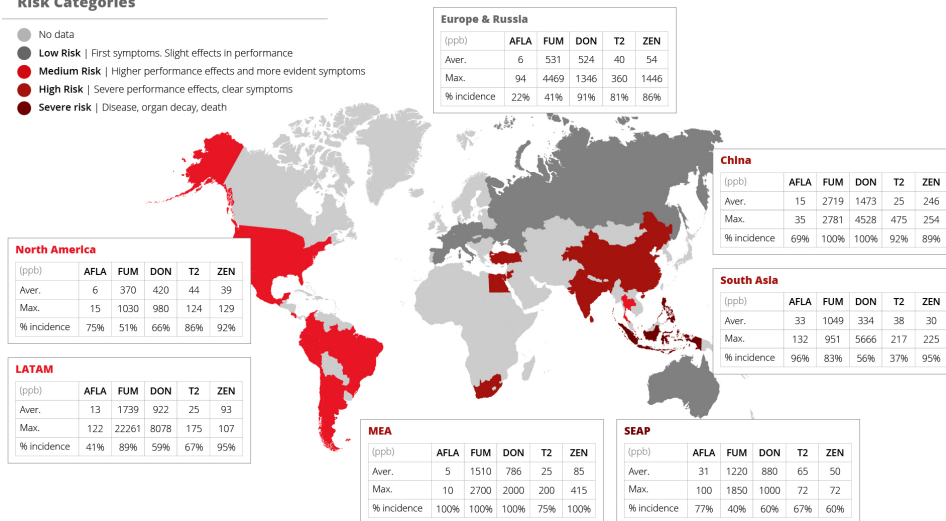 Risk Categories
No data
Low Risk | First symptoms. Slight effects in performance
Medium Risk | Higher performance effects and more evident symptoms
High Risk | Severe performance effects, clear symptoms
Severe risk | Disease, organ decay, death
Europe & Russia
(ppb) AFLA FUM DON T2 ZEN
Aver. 6 531 524 40 54
Max. 94 4469 1346 360 1446
% incidence 22% 41% 91% 81% 86%
China
(ppb) AFLA FUM DON T2 ZEN
Aver. 15 2719 1473 25 246
Max. 35 2781 4528 475 254
% incidence 69% 100% 100% 92% 89%
North America
(ppb) AFLA FUM DON T2 ZEN
Aver. 6 370 420 44 39
Max. 15 1030 980 124 129
% incidence 75% 51% 66% 86% 92%
South Asia
(ppb) AFLA FUM DON T2 ZEN
Aver. 33 1049 334 38 30
Max. 132 951 5666 217 225
% incidence 96% 83% 56% 37% 95%
LATAM
(ppb) AFLA FUM DON T2 ZEN
Aver. 13 1739 922 25 93
Max. 122 22261 8078 175 107
% incidence 41% 89% 59% 67% 95%
MEA
(ppb) AFLA FUM DON T2 ZEN
Aver. 5 1510 786 25 85
Max. 10 2700 2000 200 415
% incidence 100% 100% 100% 75% 100%
SEAP
(ppb) AFLA FUM DON T2 ZEN
Aver. 31 1220 880 65 50
Max. 100 1850 1000 72 72
% incidence 77% 40% 60% 67% 60%